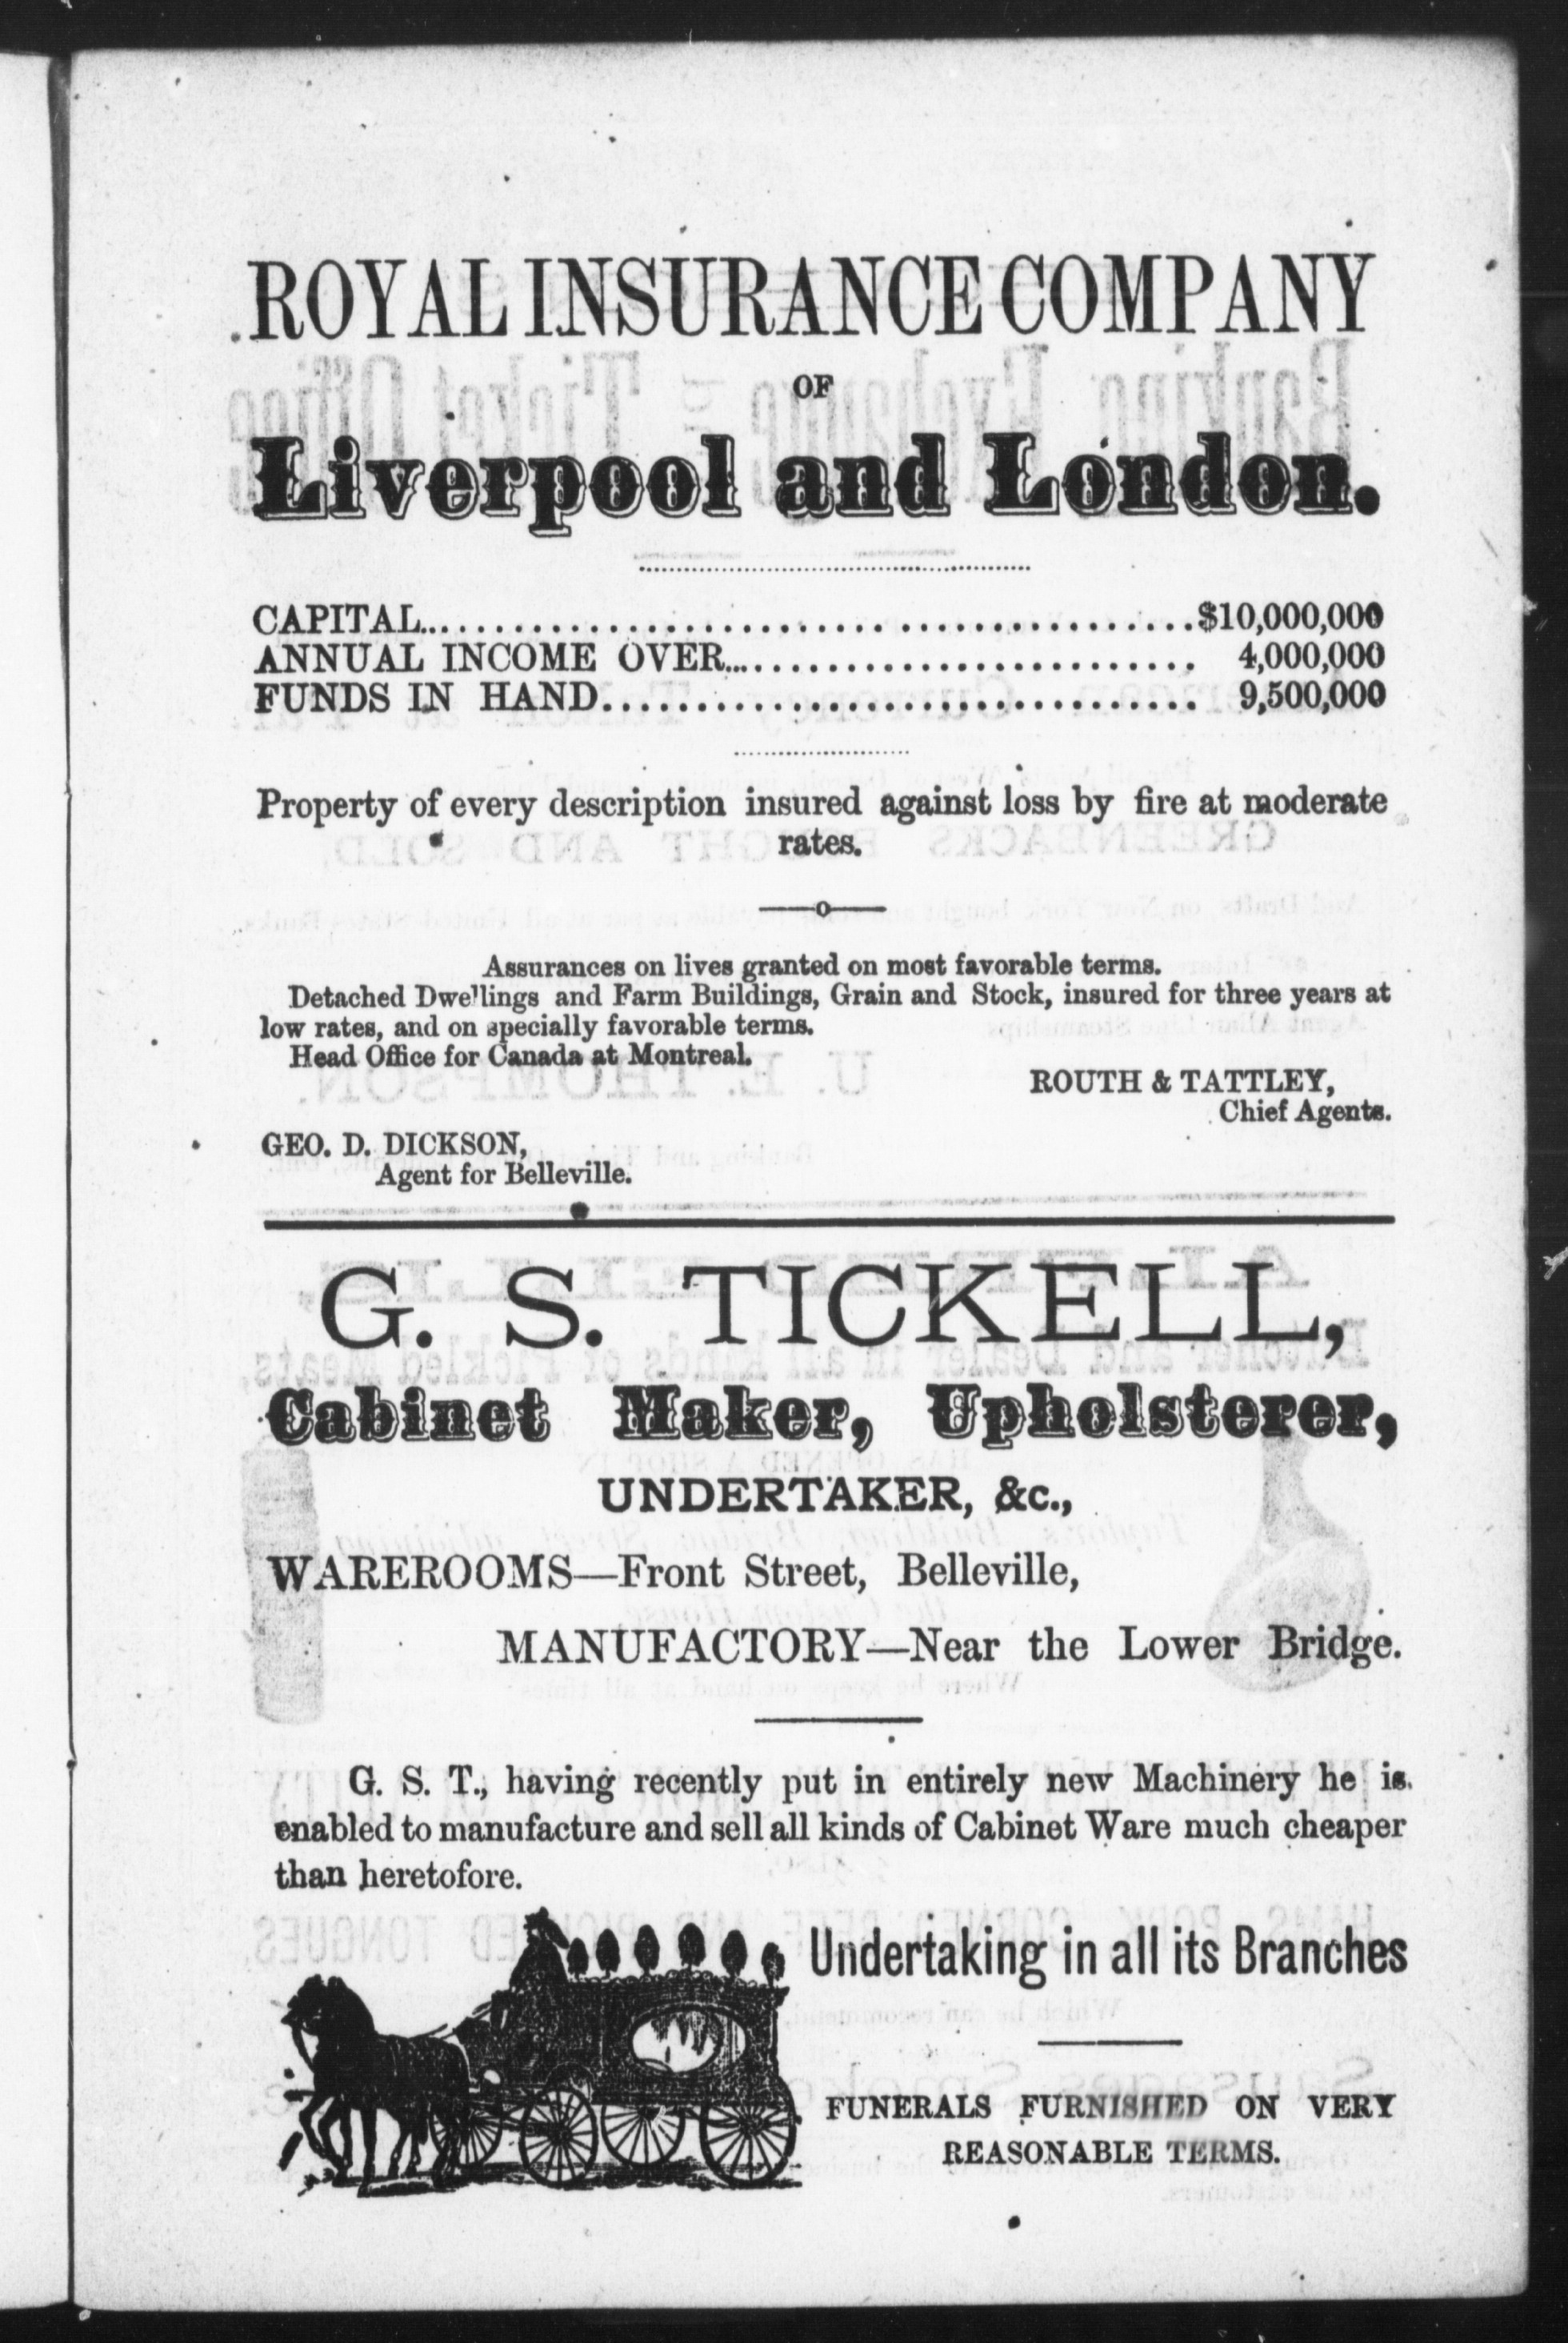 ROYAL INSURANCE COMPANY
OF
Liverpool and London.
CAPITAL..........................................$10,000,000
ANNUAL INCOME OVER............................ 4,000,000
FUNDS IN HAND................................ 9,500,000
Property of every description insured against loss by fire at moderate
rates.
—o—
Assurances on lives granted on most favorable terms.
Detached Dwellings and Farm Buildings, Grain and Stock, insured for three years at
low rates, and on specially favorable terms.
Head Office for Canada at Montreal.
ROUTH & TATTLEY,
Chief Agents.
GEO. D. DICKSON,
Agent for Belleville.
G. S. TICKELL,
Cabinet Maker, Upholsterer,
UNDERTAKER, &c.,
WAREROOMS—Front Street, Belleville,
MANUFACTORY—Near the Lower Bridge.
G. S. T., having recently put in entirely new Machinery he is
enabled to manufacture and sell all kinds of Cabinet Ware much cheaper
than heretofore.
Undertaking in all its Branches
FUNERALS FURNISHED ON VERY
REASONABLE TERMS.